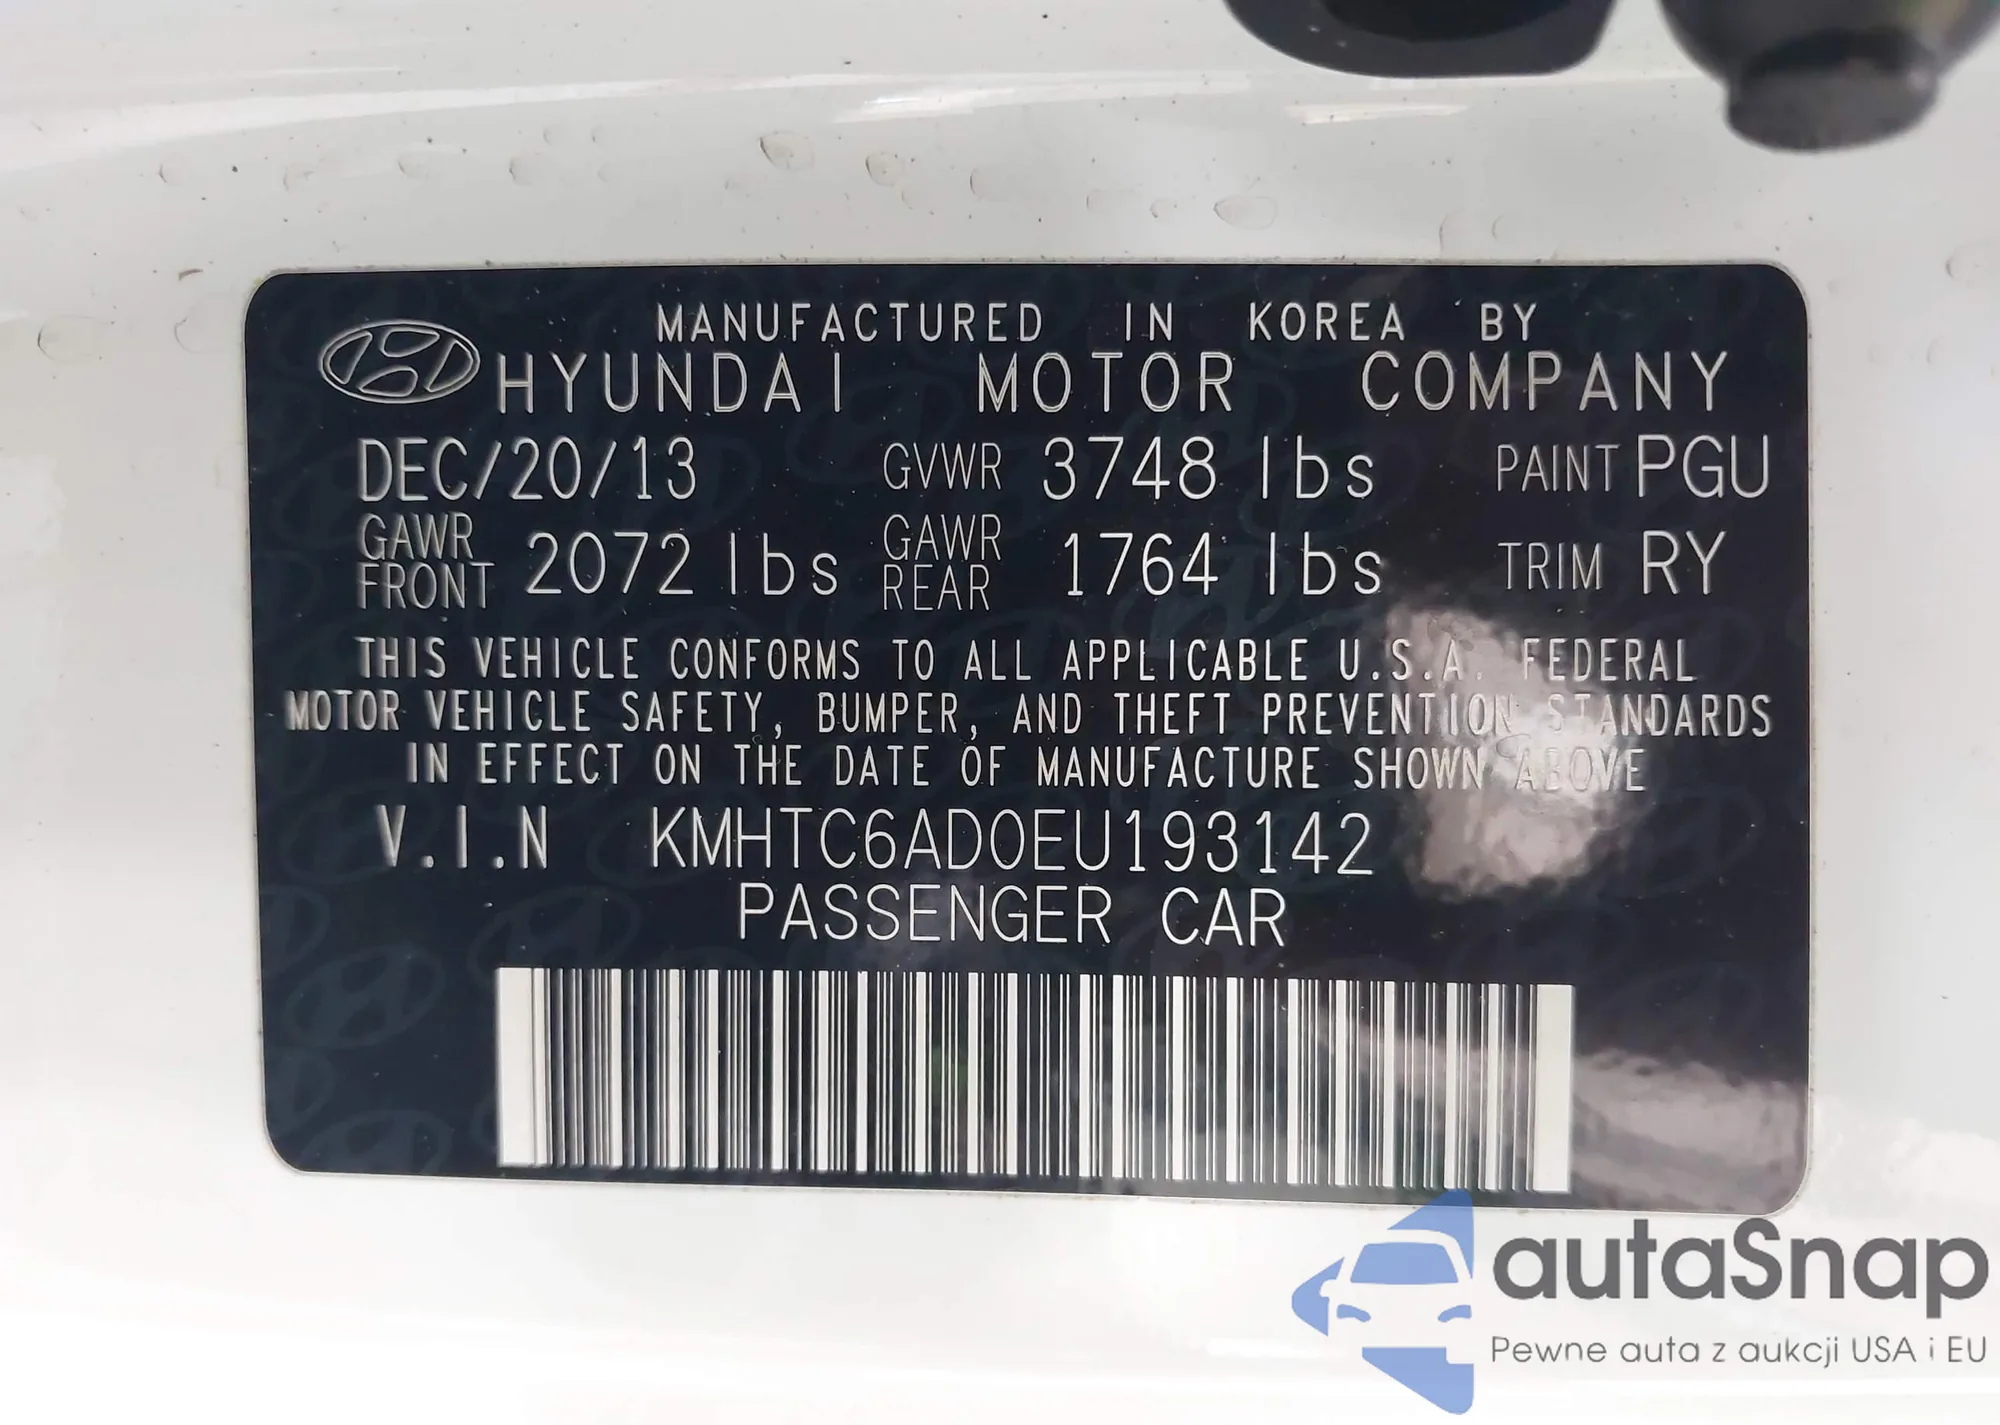 MANUFACTURED IN KOREA BY
HYUNDAI MOTOR COMPANY
DEC/20/13 GVWR 3748 lbs PAINT PGU
GAWR FRONT 2072 lbs GAWR REAR 1764 lbs TRIM RY
THIS VEHICLE CONFORMS TO ALL APPLICABLE U.S.A. FEDERAL
MOTOR VEHICLE SAFETY, BUMPER, AND THEFT PREVENTION STANDARDS
IN EFFECT ON THE DATE OF MANUFACTURE SHOWN ABOVE
V.I.N KMHTC6AD0EU193142
PASSENGER CAR
autaSnap
Pewne auta z aukcji USA i EU